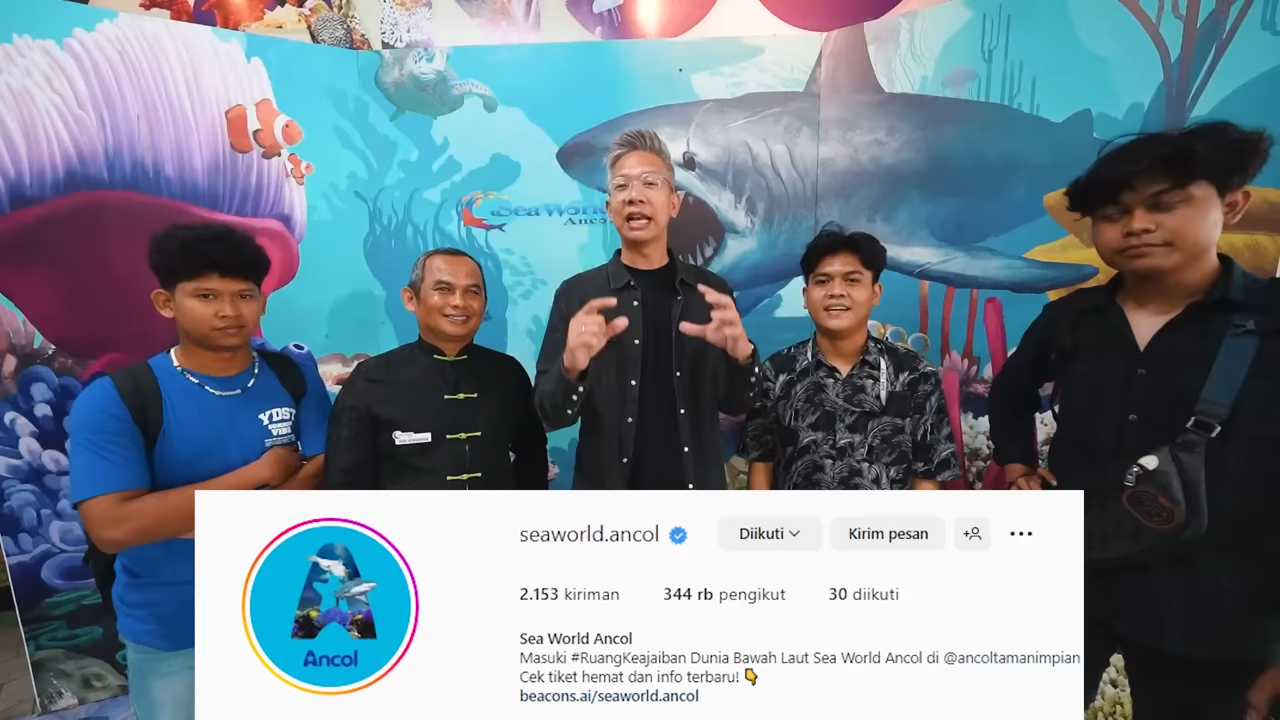 Sea World
Ancol
YDST
SUMMER
VIBE
seaworld.ancol
Diikuti
Kirim pesan
2.153 kiriman
344 rb pengikut
30 diikuti
Sea World Ancol
Masuki #RuangKeajaiban Dunia Bawah Laut Sea World Ancol di @ancoltamanimpian
Cek tiket hemat dan info terbaru! 👇
beacons.ai/seaworld.ancol
Ancol